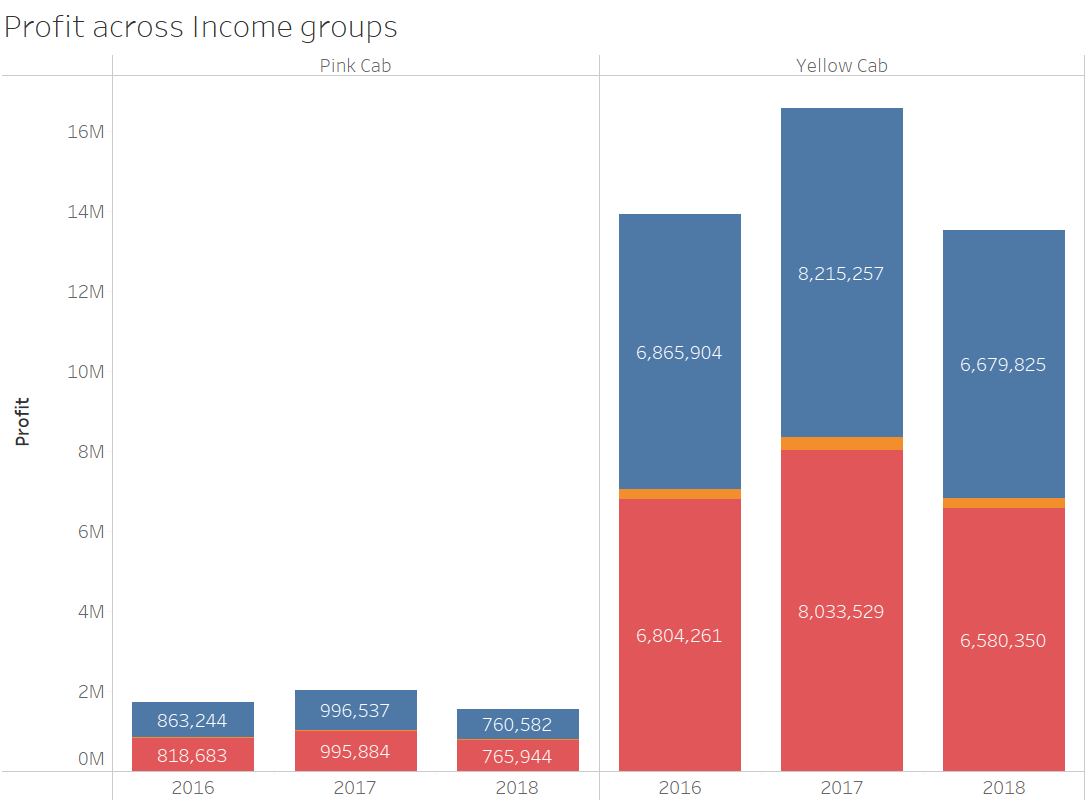 Profit across Income groups
Pink Cab
Yellow Cab
Profit
16M
14M
12M
10M
8M
6M
4M
2M
0M
863,244
818,683
996,537
995,884
760,582
765,944
6,865,904
6,804,261
8,215,257
8,033,529
6,679,825
6,580,350
2016
2017
2018
2016
2017
2018